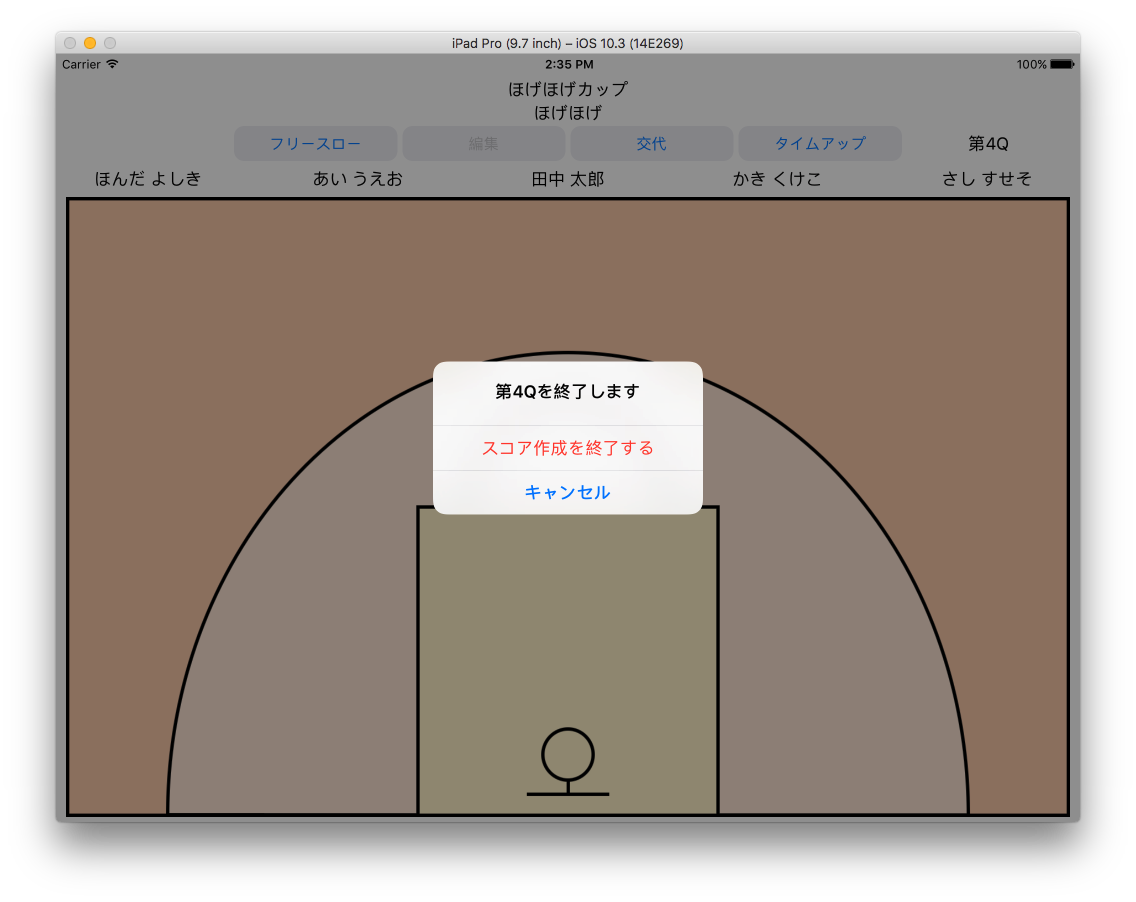 iPad Pro (9.7 inch) – iOS 10.3 (14E269)
Carrier 2:35 PM 100%
ほげほげカップ
ほげほげ
フリースロー 編集 交代 タイムアップ 第4Q
ほんだ よしき あい うえお 田中 太郎 かき くけこ さし すせそ
第4Qを終了します
スコア作成を終了する
キャンセル